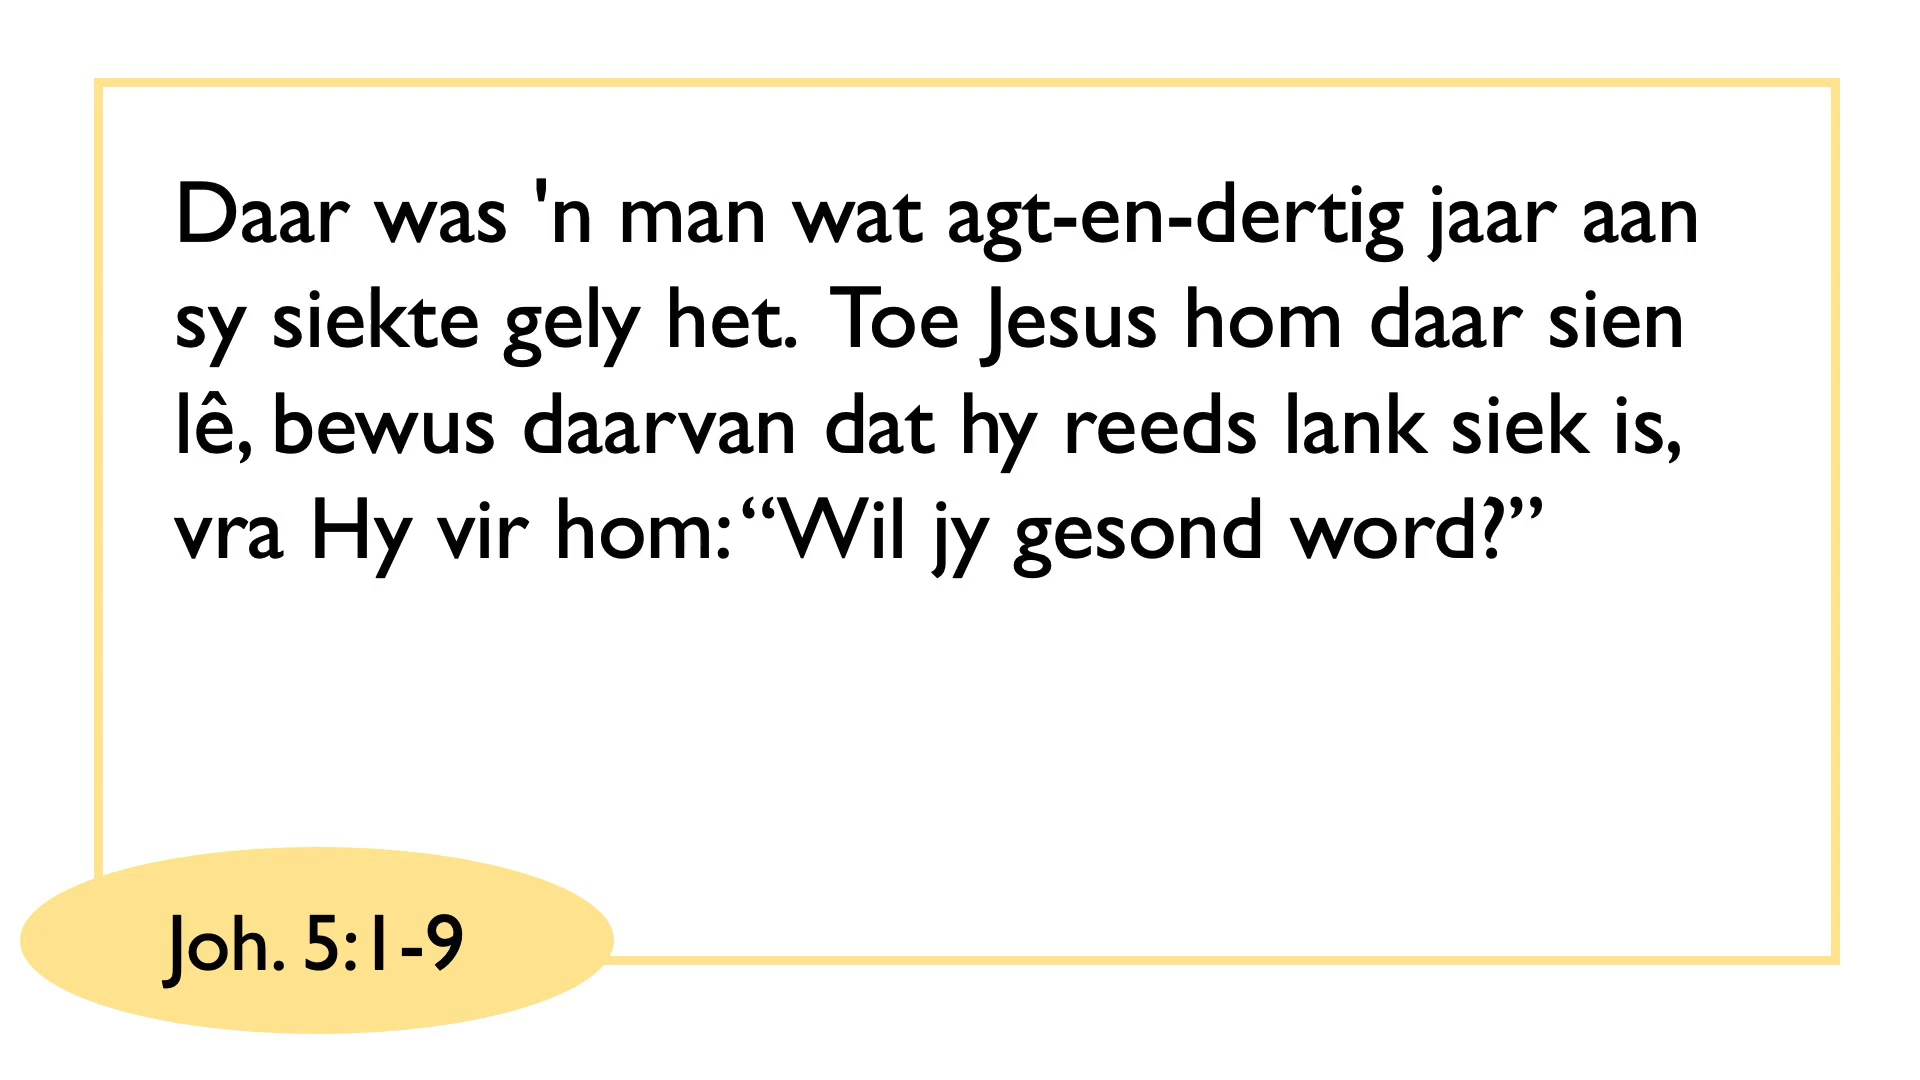 Daar was 'n man wat agt-en-dertig jaar aan
sy siekte gely het. Toe Jesus hom daar sien
lê, bewus daarvan dat hy reeds lank siek is,
vra Hy vir hom: “Wil jy gesond word?”
Joh. 5:1-9